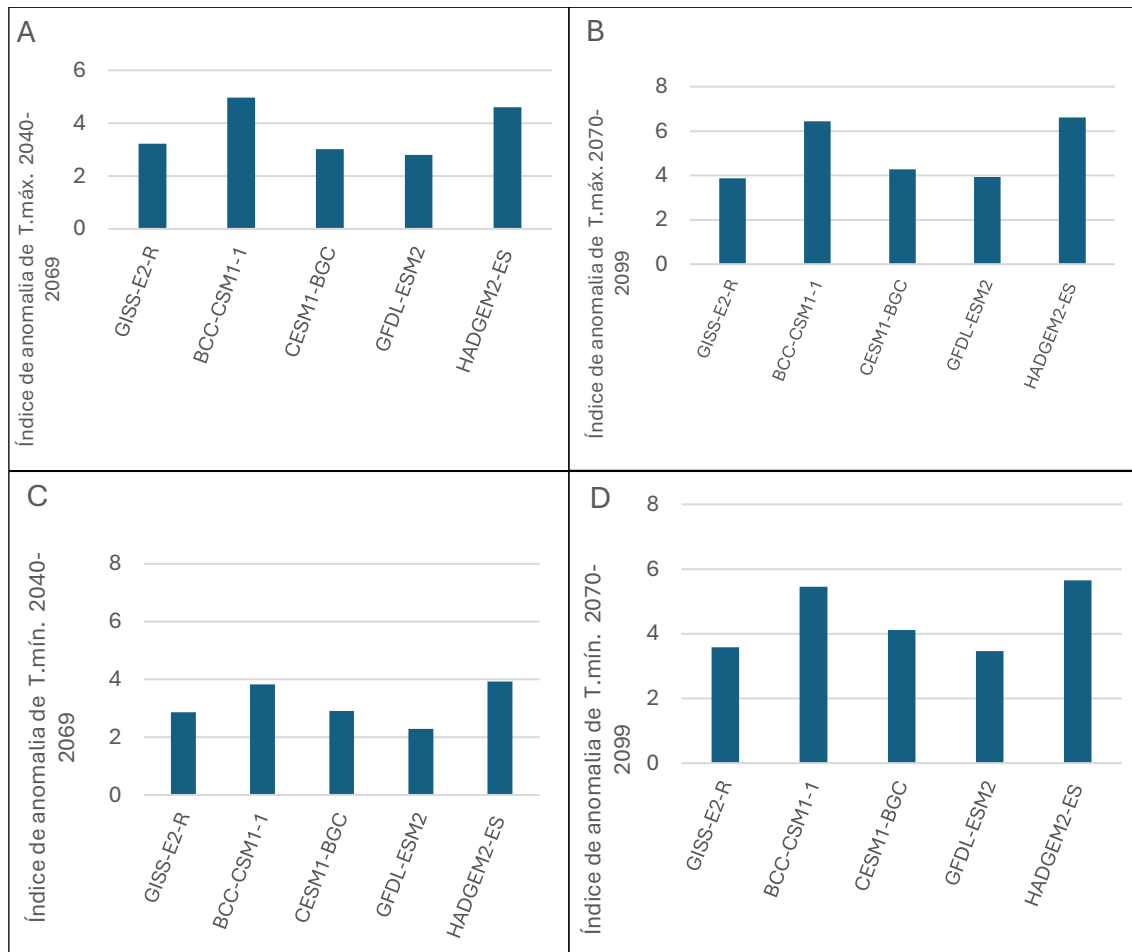 A
Índice de anomalia de T.máx. 2040-
2069
6
4
2
0
GISS-E2-R
BCC-CSM1-1
CESM1-BGC
GFDL-ESM2
HADGEM2-ES
B
Índice de anomalia de T.máx. 2070-
2099
8
6
4
2
0
GISS-E2-R
BCC-CSM1-1
CESM1-BGC
GFDL-ESM2
HADGEM2-ES
C
Índice de anomalia de T.mín. 2040-
2069
8
6
4
2
0
GISS-E2-R
BCC-CSM1-1
CESM1-BGC
GFDL-ESM2
HADGEM2-ES
D
Índice de anomalia de T.mín. 2070-
2099
8
6
4
2
0
GISS-E2-R
BCC-CSM1-1
CESM1-BGC
GFDL-ESM2
HADGEM2-ES